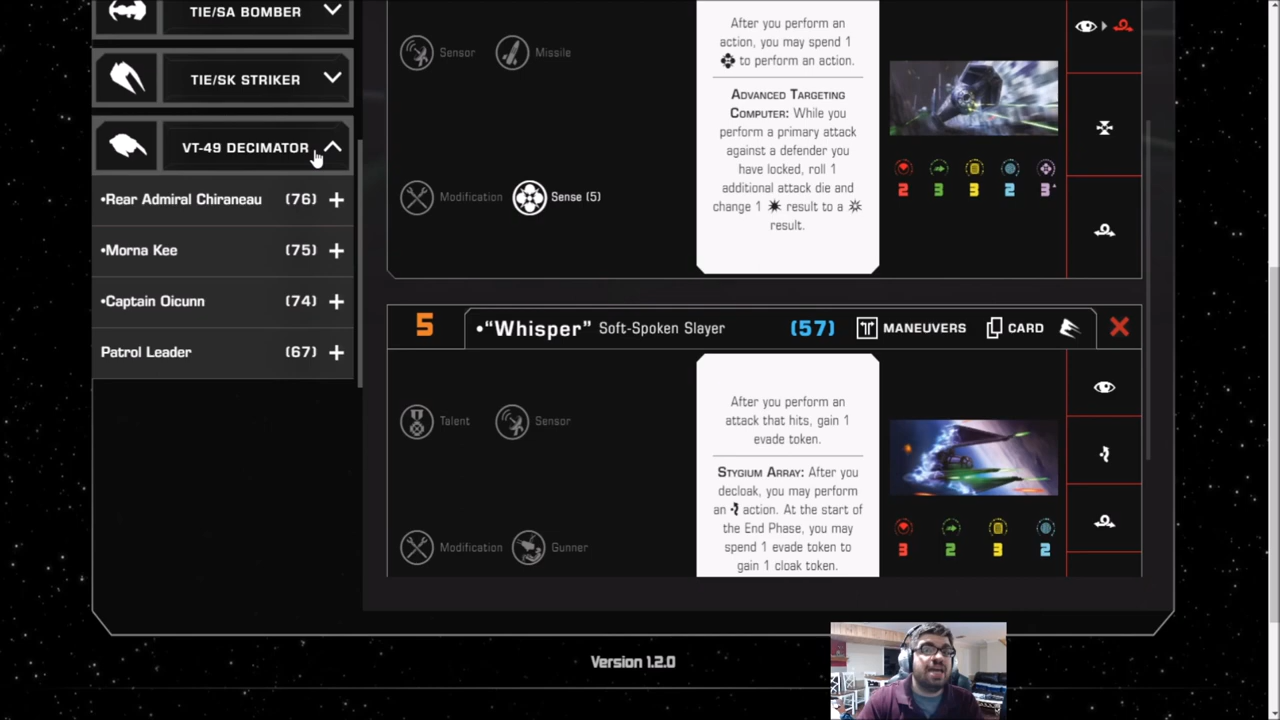 TIE/SA BOMBER
TIE/SK STRIKER
VT-49 DECIMATOR
•Rear Admiral Chiraneau (76) +
•Morna Kee (75) +
•Captain Oicunn (74) +
Patrol Leader (67) +
Sensor Missile
Modification Sense (5)
After you perform an
action, you may spend 1
to perform an action.
ADVANCED TARGETING
COMPUTER: While you
perform a primary attack
against a defender you
have locked, roll 1
additional attack die and
change 1 result to a
result.
2 3 3 2 3
5 •“Whisper” Soft-Spoken Slayer (57) MANEUVERS CARD
Talent Sensor
Modification Gunner
After you perform an
attack that hits, gain 1
evade token.
STYGIUM ARRAY: After you
decloak, you may perform
an action. At the start of
the End Phase, you may
spend 1 evade token to
gain 1 cloak token.
3 2 3 2
Version 1.2.0